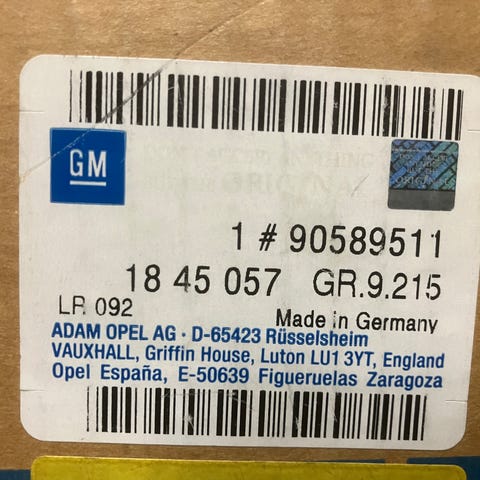 GM
1 # 90589511
18 45 057 GR.9.215
LR 092 Made in Germany
ADAM OPEL AG · D-65423 Rüsselsheim
VAUXHALL, Griffin House, Luton LU1 3YT, England
Opel España, E-50639 Figueruelas Zaragoza